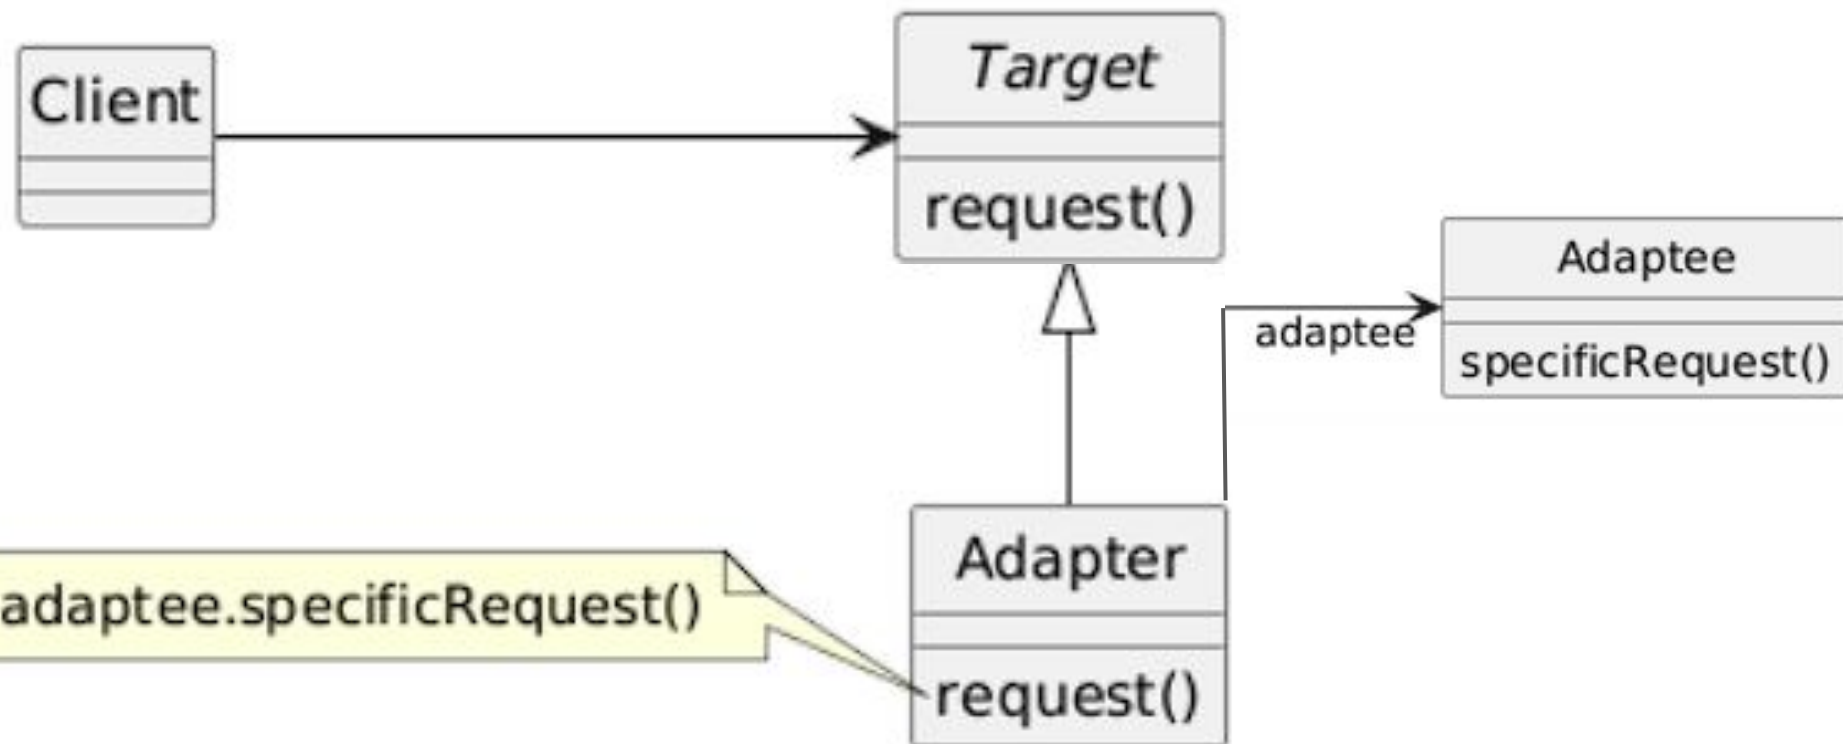 Client
Target
request()
Adaptee
adaptee
specificRequest()
Adapter
adaptee.specificRequest()
request()